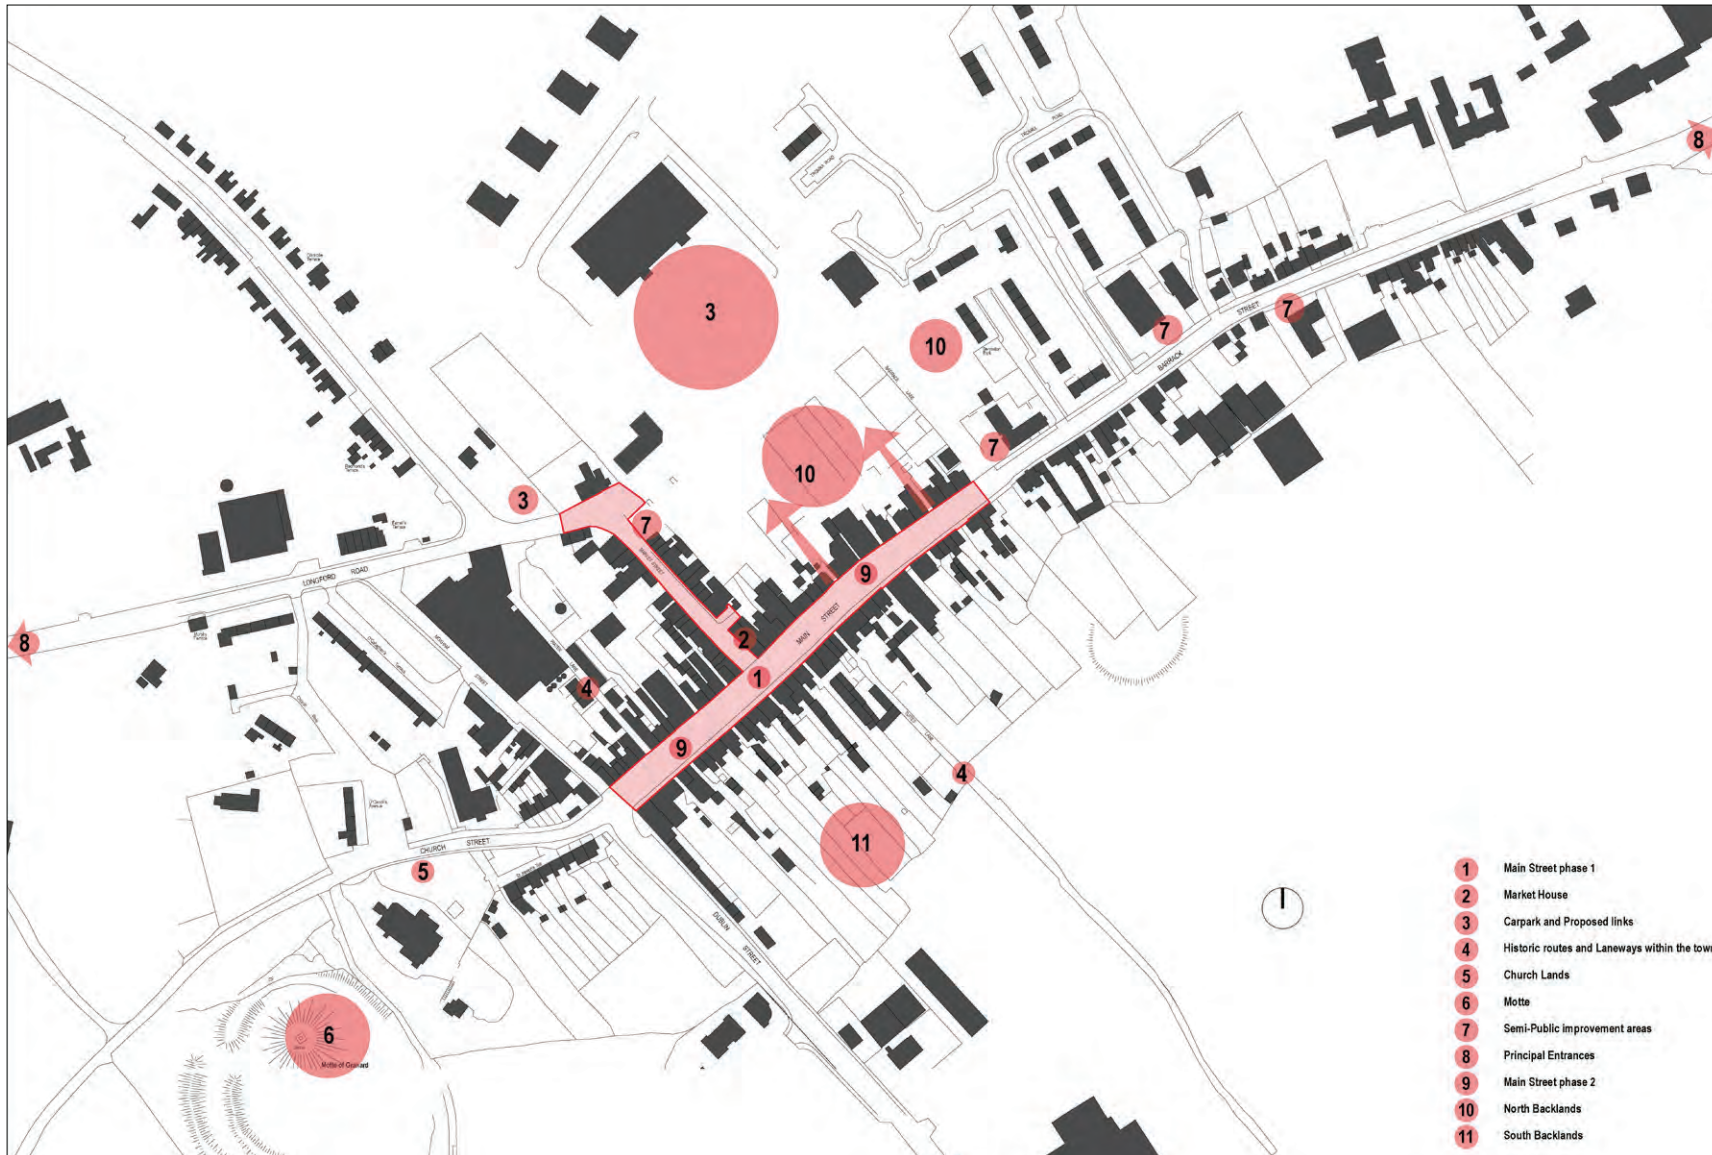 8
3
10
7
7
STREET
BARRACK
10
7
3
7
LONGFORD ROAD
9
MAIN STREET
8
2
1
4
STREET
9
4
11
CHURCH STREET
5
DUBLIN STREET
6
Motte of Granard
1 Main Street phase 1
2 Market House
3 Carpark and Proposed links
4 Historic routes and Laneways within the town
5 Church Lands
6 Motte
7 Semi-Public improvement areas
8 Principal Entrances
9 Main Street phase 2
10 North Backlands
11 South Backlands